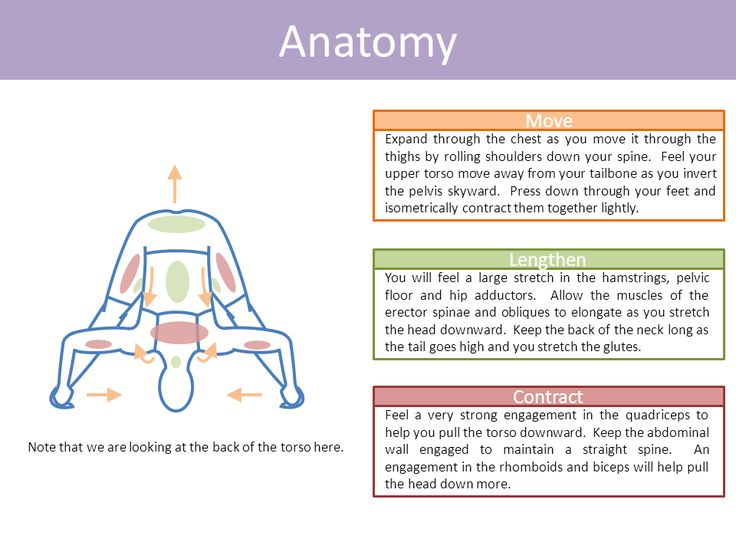 Anatomy
Move
Expand through the chest as you move it through the
thighs by rolling shoulders down your spine. Feel your
upper torso move away from your tailbone as you invert
the pelvis skyward. Press down through your feet and
isometrically contract them together lightly.
Lengthen
You will feel a large stretch in the hamstrings, pelvic
floor and hip adductors. Allow the muscles of the
erector spinae and obliques to elongate as you stretch
the head downward. Keep the back of the neck long as
the tail goes high and you stretch the glutes.
Contract
Feel a very strong engagement in the quadriceps to
help you pull the torso downward. Keep the abdominal
wall engaged to maintain a straight spine. An
engagement in the rhomboids and biceps will help pull
the head down more.
Note that we are looking at the back of the torso here.